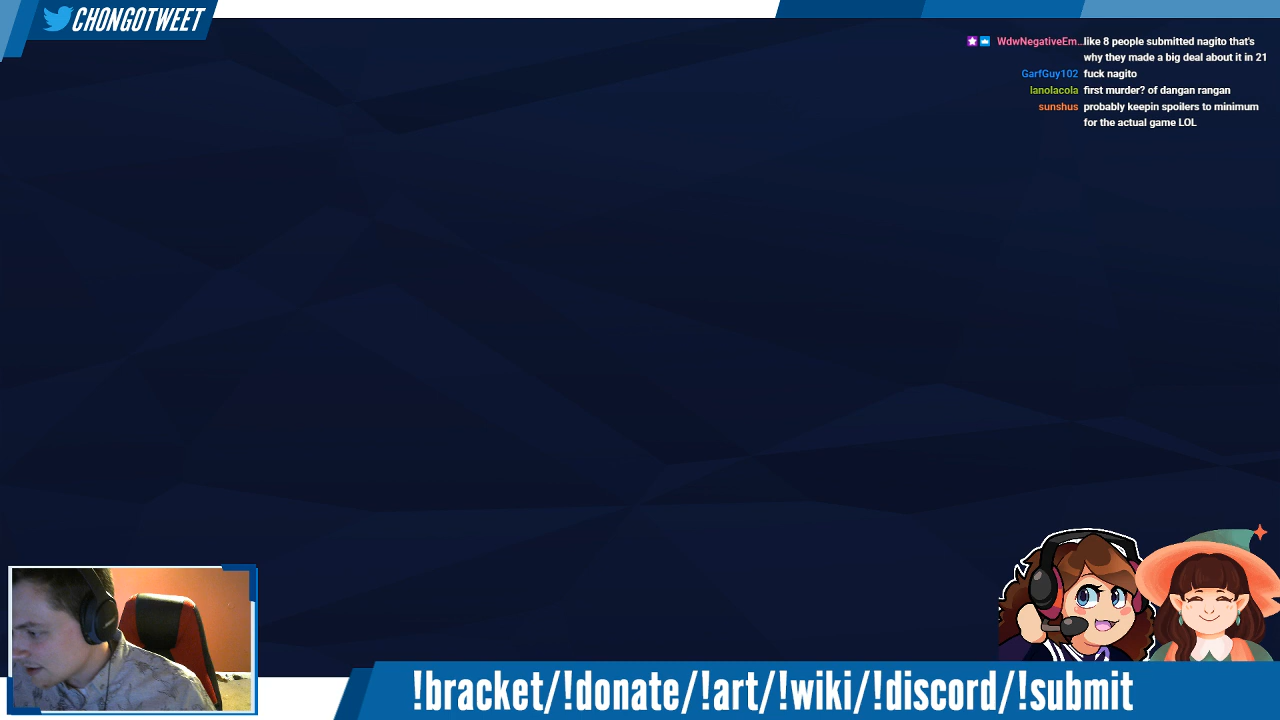 CHONGOTWEET
WdwNegativeEm... like 8 people submitted nagito that's
why they made a big deal about it in 21
GarfGuy102 fuck nagito
lanolacola first murder? of dangan rangan
sunshus probably keepin spoilers to minimum
for the actual game LOL
!bracket/!donate/!art/!wiki/!discord/!submit